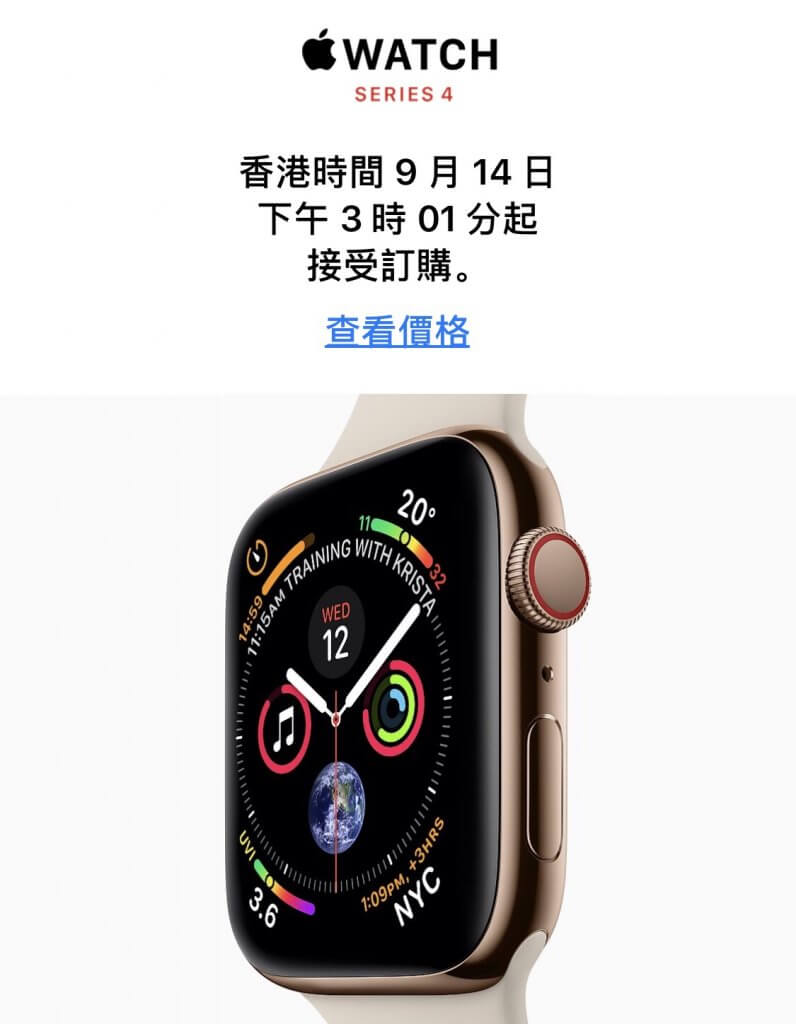 WATCH
SERIES 4
香港時間 9 月 14 日
下午 3 時 01 分起
接受訂購。
查看價格
20°
11
32
14:59
11:15AM TRAINING WITH KRISTA
WED
12
UVI
3.6
1:09PM, +3HRS
NYC